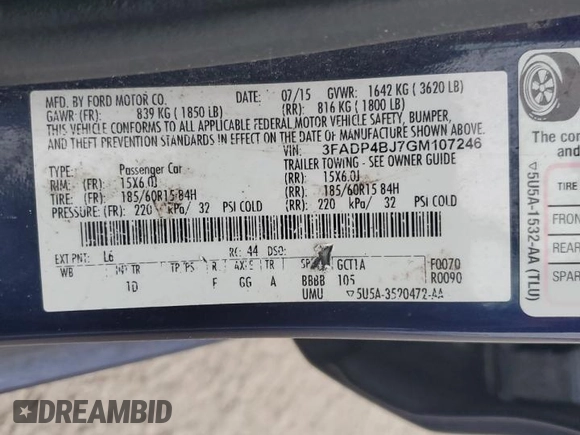 MFD. BY FORD MOTOR CO.
DATE: 07/15 GVWR: 1642 KG (3620 LB)
GAWR: (FR): 839 KG (1850 LB) (RR): 816 KG (1800 LB)
THIS VEHICLE CONFORMS TO ALL APPLICABLE FEDERAL MOTOR VEHICLE SAFETY, BUMPER,
AND THEFT PREVENTION STANDARDS IN EFFECT ON THE DATE OF MANUFACTURE SHOWN ABOVE.
VIN: 3FADP4BJ7GM107246
TYPE: Passenger Car TRAILER TOWING - SEE OWNER GUIDE
RIM: (FR) 15X6.0J (RR) 15X6.0J
TIRE: (FR) 185/60R15 84H (RR) 185/60R15 84H
PRESSURE: (FR) 220 kPa/ 32 PSI COLD (RR) 220 kPa/ 32 PSI COLD
EXT PNT: L6 RC: 44 DSO:
WB TR TP/PS R TR GCT1A F0070
1D F GG A BBBB 105 R0090
UMU 5U5A-3520472-AA
The con
tires
TIRE
FRON
REAR
SPAR
5U5A-1532-AA (TLU)
DREAMBID